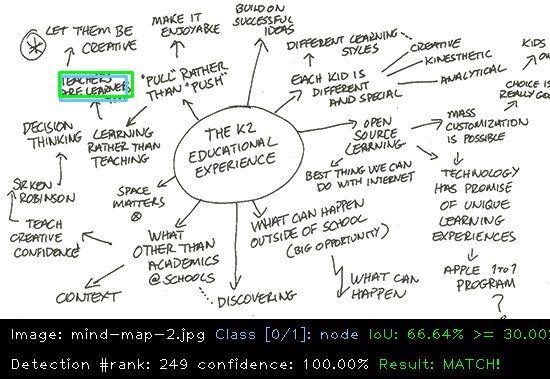 LET THEM BE
CREATIVE
MAKE IT
ENJOYABLE
BUILD ON
SUCCESSFUL
IDEAS
DIFFERENT LEARNING
STYLES
CREATIVE
KINESTHETIC
ANALYTICAL
KIDS
CHOICE IS
REALLY
TEACHERS
ARE LEARNERS
"PULL" RATHER
THAN "PUSH"
EACH KID IS
DIFFERENT
AND SPECIAL
DECISION
THINKING
LEARNING
RATHER THAN
TEACHING
THE K2
EDUCATIONAL
EXPERIENCE
OPEN
SOURCE
LEARNING
MASS
CUSTOMIZATION
IS POSSIBLE
BEST THING WE CAN
DO WITH INTERNET
SIR KEN
ROBINSON
SPACE
MATTERS
TECHNOLOGY
HAS PROMISE
OF UNIQUE
LEARNING
EXPERIENCES
TEACH
CREATIVE
CONFIDENCE
WHAT
OTHER THAN
ACADEMICS
@ SCHOOLS
WHAT CAN HAPPEN
OUTSIDE OF SCHOOL
(BIG OPPORTUNITY)
CONTEXT
DISCOVERING
WHAT CAN
HAPPEN
APPLE 1 TO 1
PROGRAM
?
Image: mind-map-2.jpg Class [0/1]: node IoU: 66.64% >= 30.00
Detection #rank: 249 confidence: 100.00% Result: MATCH!